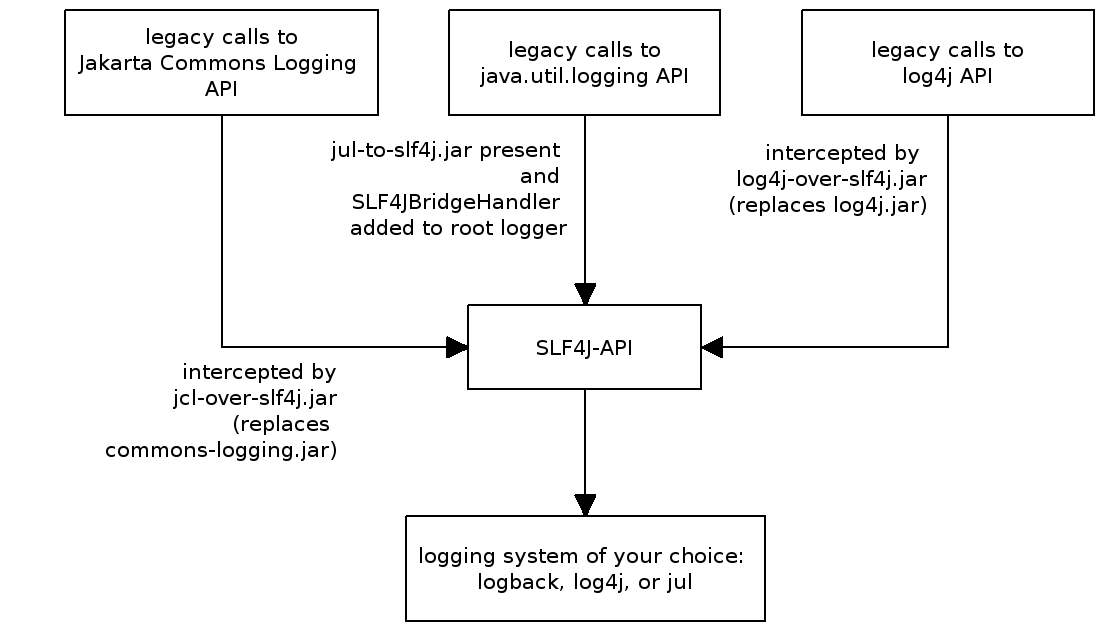 legacy calls to
Jakarta Commons Logging
API
legacy calls to
java.util.logging API
legacy calls to
log4j API
jul-to-slf4j.jar present
and
SLF4JBridgeHandler
added to root logger
intercepted by
log4j-over-slf4j.jar
(replaces log4j.jar)
SLF4J-API
intercepted by
jcl-over-slf4j.jar
(replaces
commons-logging.jar)
logging system of your choice:
logback, log4j, or jul